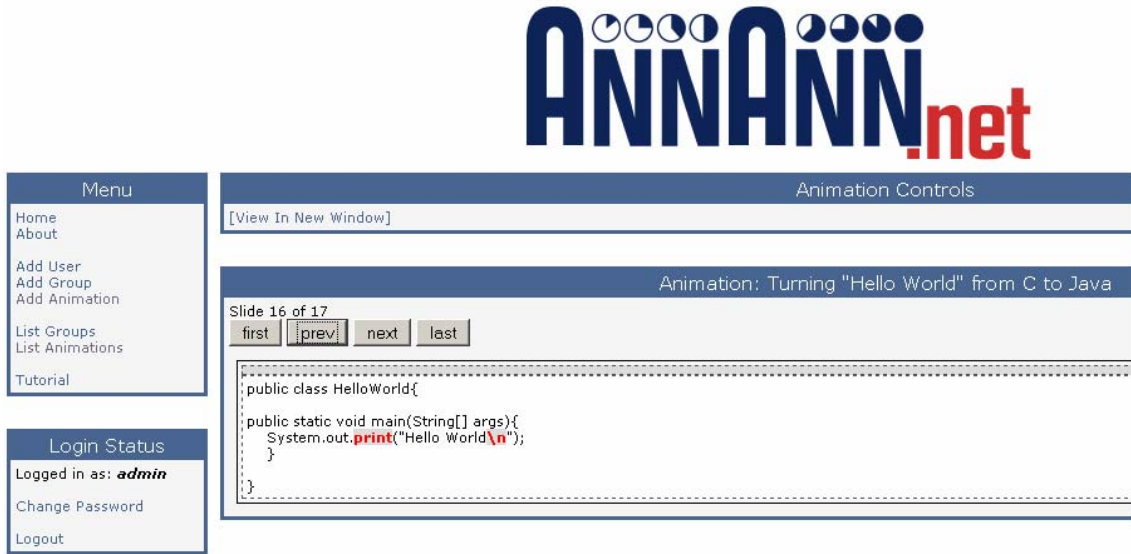 ANNANN.net
Menu
Home
About
Add User
Add Group
Add Animation
List Groups
List Animations
Tutorial
Login Status
Logged in as: admin
Change Password
Logout
Animation Controls
[View In New Window]
Animation: Turning "Hello World" from C to Java
Slide 16 of 17
first prev next last
public class HelloWorld{
public static void main(String[] args){
System.out.print("Hello World\n");
}
}